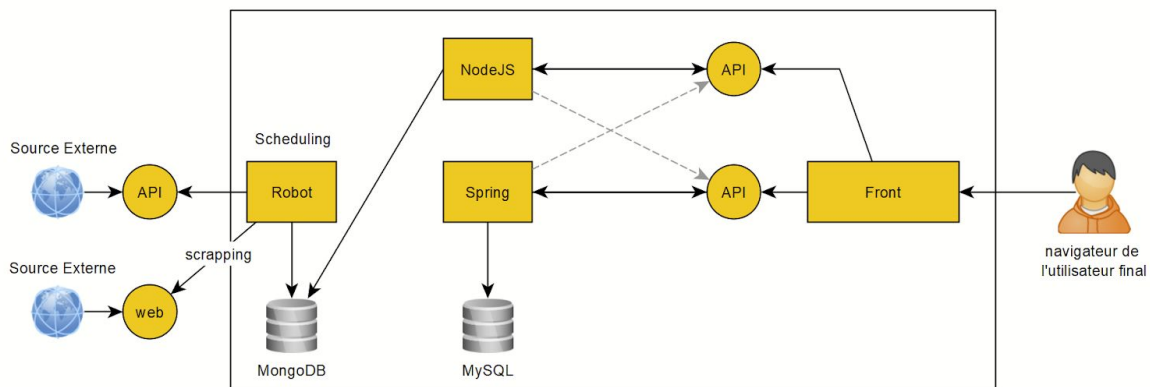 NodeJS
API
Scheduling
Source Externe
API
Robot
Spring
API
Front
scrapping
navigateur de
l'utilisateur final
Source Externe
web
MongoDB
MySQL